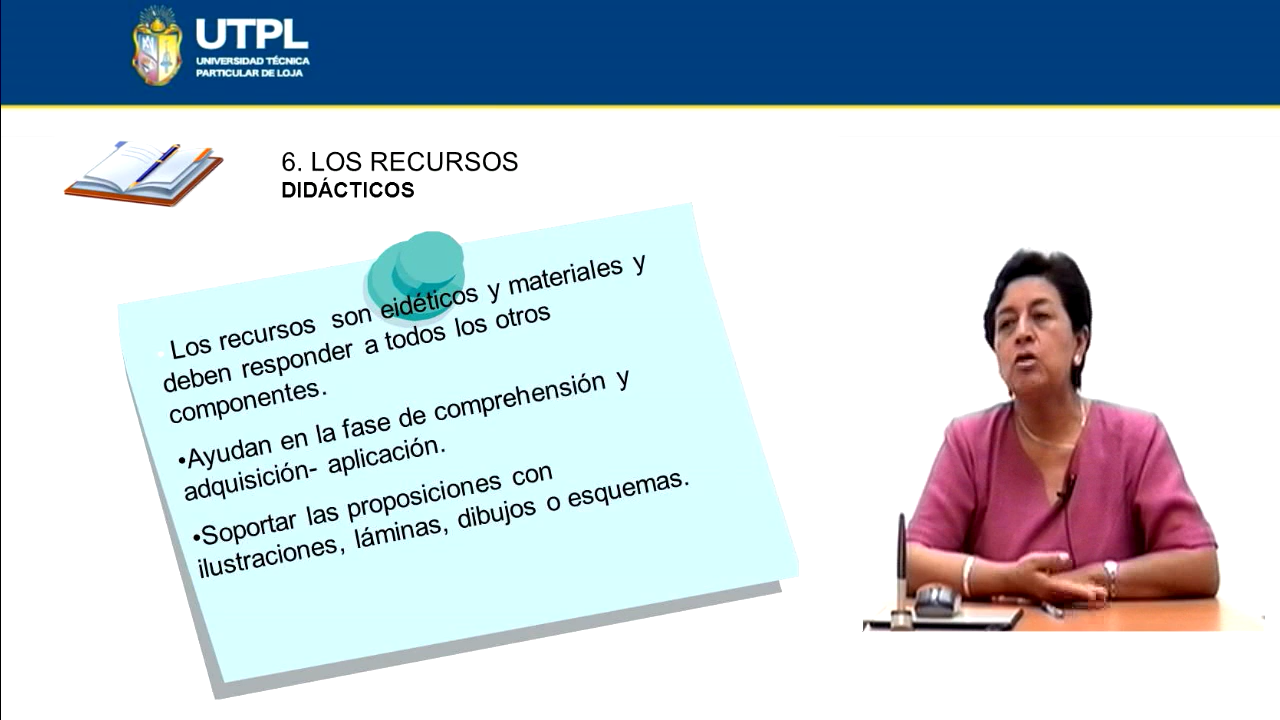 UTPL
UNIVERSIDAD TÉCNICA
PARTICULAR DE LOJA
6. LOS RECURSOS
DIDÁCTICOS
Los recursos son eidéticos y materiales y
deben responder a todos los otros
componentes.
•Ayudan en la fase de comprehensión y
adquisición- aplicación.
•Soportar las proposiciones con
ilustraciones, láminas, dibujos o esquemas.